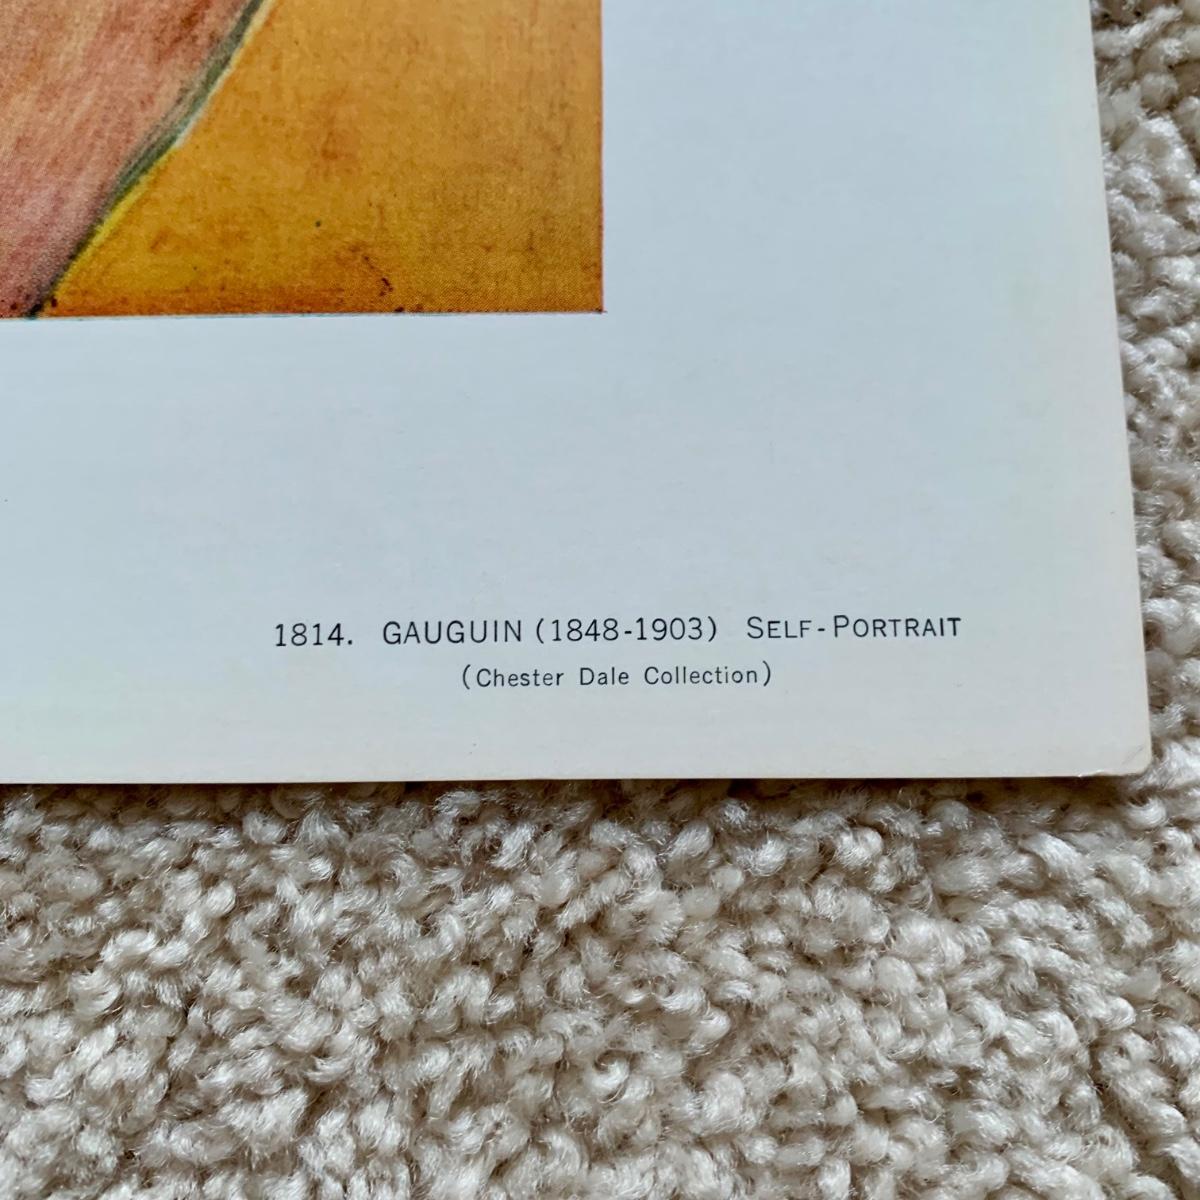 1814. GAUGUIN (1848-1903) SELF-PORTRAIT
(Chester Dale Collection)